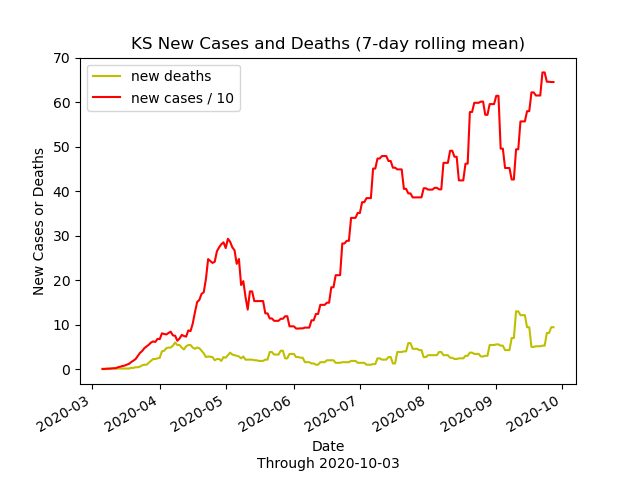 KS New Cases and Deaths (7-day rolling mean)
new deaths
new cases / 10
New Cases or Deaths
70
60
50
40
30
20
10
0
2020-03
2020-04
2020-05
2020-06
2020-07
2020-08
2020-09
2020-10
Date
Through 2020-10-03